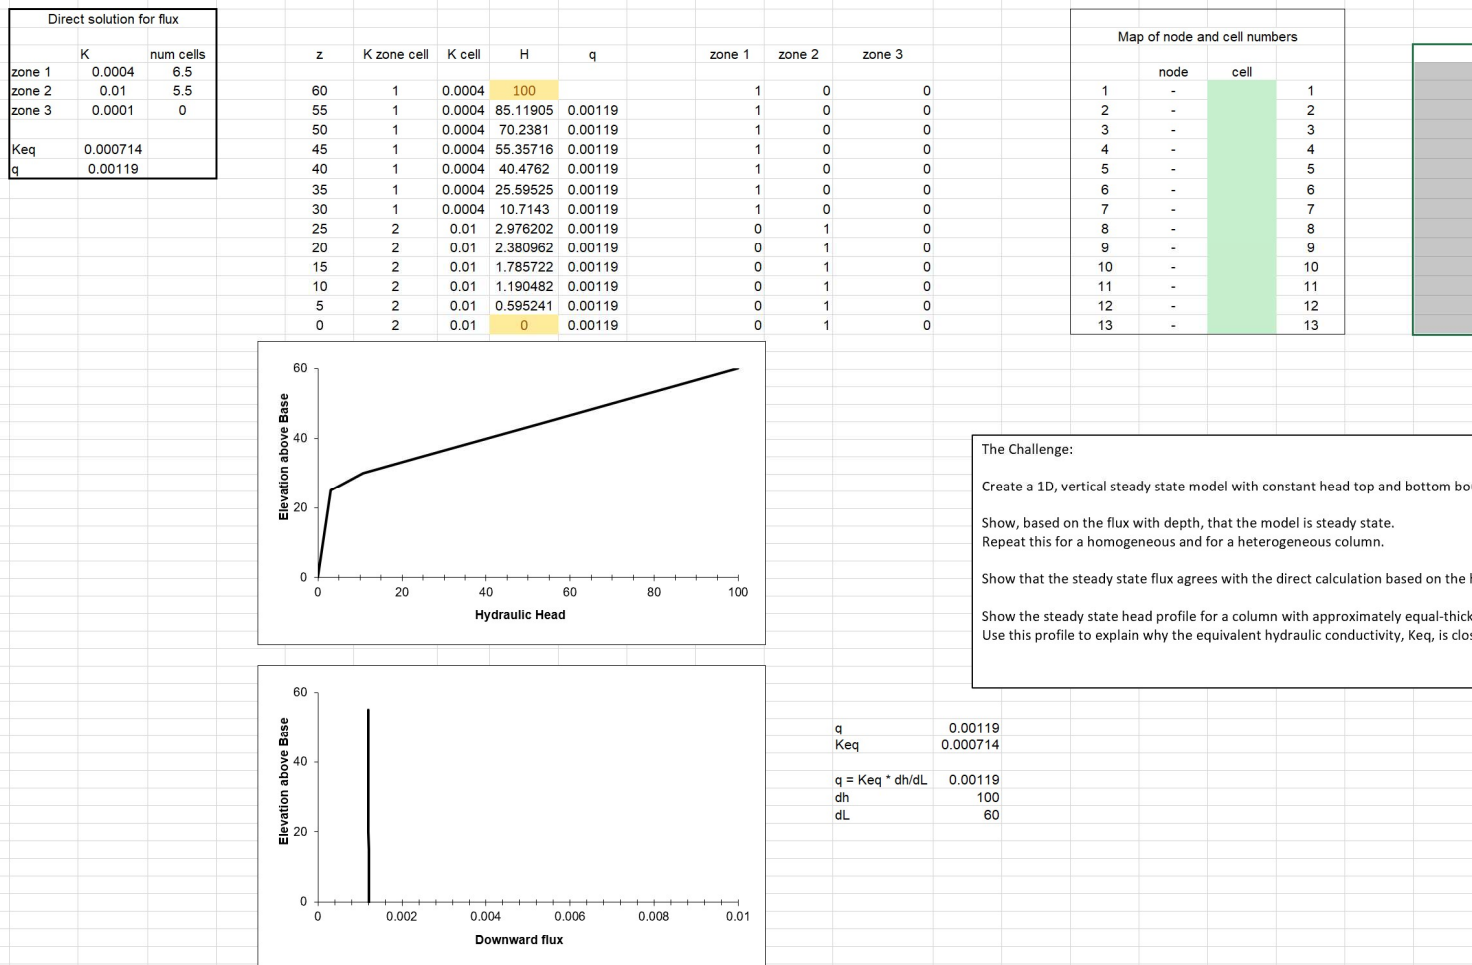 Direct solution for flux
K num cells
zone 1 0.0004 6.5
zone 2 0.01 5.5
zone 3 0.0001 0
Keq 0.000714
q 0.00119
z K zone cell K cell H q zone 1 zone 2 zone 3
60 1 0.0004 100 1 0 0
55 1 0.0004 85.11905 0.00119 1 0 0
50 1 0.0004 70.2381 0.00119 1 0 0
45 1 0.0004 55.35716 0.00119 1 0 0
40 1 0.0004 40.4762 0.00119 1 0 0
35 1 0.0004 25.59525 0.00119 1 0 0
30 1 0.0004 10.7143 0.00119 1 0 0
25 2 0.01 2.976202 0.00119 0 1 0
20 2 0.01 2.380962 0.00119 0 1 0
15 2 0.01 1.785722 0.00119 0 1 0
10 2 0.01 1.190482 0.00119 0 1 0
5 2 0.01 0.595241 0.00119 0 1 0
0 2 0.01 0 0.00119 0 1 0
Map of node and cell numbers
node cell
1 - 1
2 - 2
3 - 3
4 - 4
5 - 5
6 - 6
7 - 7
8 - 8
9 - 9
10 - 10
11 - 11
12 - 12
13 - 13
Elevation above Base
60
40
20
0
0 20 40 60 80 100
Hydraulic Head
The Challenge:
Create a 1D, vertical steady state model with constant head top and bottom
Show, based on the flux with depth, that the model is steady state.
Repeat this for a homogeneous and for a heterogeneous column.
Show that the steady state flux agrees with the direct calculation based on the
Show the steady state head profile for a column with approximately
Use this profile to explain why the equivalent hydraulic conductivity, Keq, is
Elevation above Base
60
40
20
0
0 0.002 0.004 0.006 0.008 0.01
Downward flux
q 0.00119
Keq 0.000714
q = Keq * dh/dL 0.00119
dh 100
dL 60